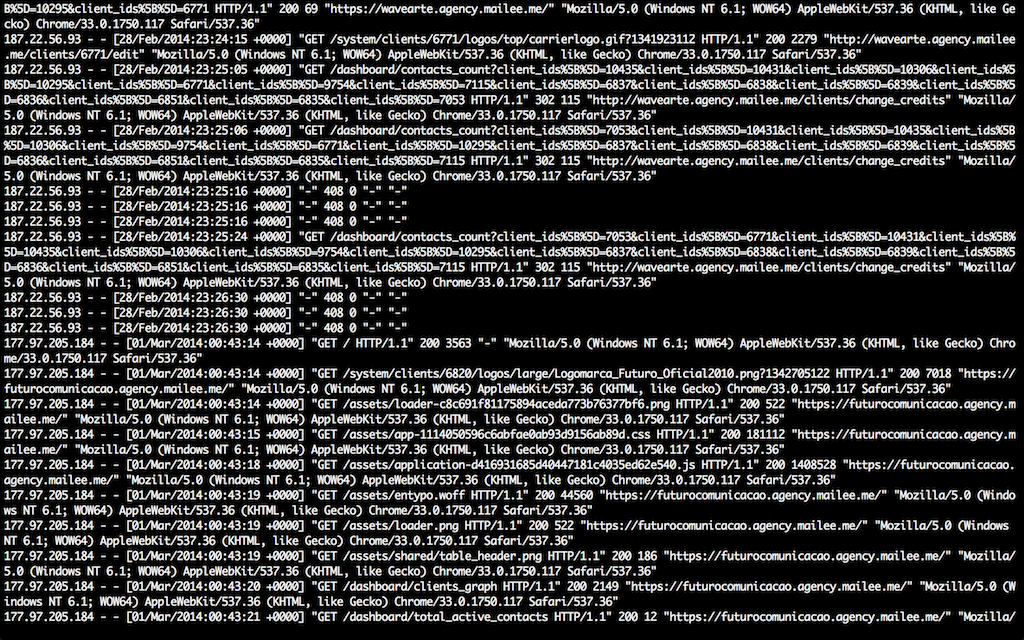 B%5D=10295&client_ids%5B%5D=6771 HTTP/1.1" 200 69 "https://wavearte.agency.mailee.me/" "Mozilla/5.0 (Windows NT 6.1; WOW64) AppleWebKit/537.36 (KHTML, like Ge
cko) Chrome/33.0.1750.117 Safari/537.36"
187.22.56.93 - - [28/Feb/2014:23:24:15 +0000] "GET /system/clients/6771/logos/top/carrierlogo.gif?1341923112 HTTP/1.1" 200 2279 "http://wavearte.agency.mailee
.me/clients/6771/edit" "Mozilla/5.0 (Windows NT 6.1; WOW64) AppleWebKit/537.36 (KHTML, like Gecko) Chrome/33.0.1750.117 Safari/537.36"
187.22.56.93 - - [28/Feb/2014:23:25:05 +0000] "GET /dashboard/contacts_count?client_ids%5B%5D=10435&client_ids%5B%5D=10431&client_ids%5B%5D=10306&client_ids%5
B%5D=10295&client_ids%5B%5D=6771&client_ids%5B%5D=9754&client_ids%5B%5D=7115&client_ids%5B%5D=6837&client_ids%5B%5D=6838&client_ids%5B%5D=6839&client_ids%5B%5
D=6836&client_ids%5B%5D=6851&client_ids%5B%5D=6835&client_ids%5B%5D=7053 HTTP/1.1" 302 115 "http://wavearte.agency.mailee.me/clients/change_credits" "Mozilla/
5.0 (Windows NT 6.1; WOW64) AppleWebKit/537.36 (KHTML, like Gecko) Chrome/33.0.1750.117 Safari/537.36"
187.22.56.93 - - [28/Feb/2014:23:25:06 +0000] "GET /dashboard/contacts_count?client_ids%5B%5D=7053&client_ids%5B%5D=10431&client_ids%5B%5D=10435&client_ids%5B
%5D=10306&client_ids%5B%5D=9754&client_ids%5B%5D=6771&client_ids%5B%5D=10295&client_ids%5B%5D=6837&client_ids%5B%5D=6838&client_ids%5B%5D=6839&client_ids%5B%5
D=6836&client_ids%5B%5D=6851&client_ids%5B%5D=6835&client_ids%5B%5D=7115 HTTP/1.1" 302 115 "http://wavearte.agency.mailee.me/clients/change_credits" "Mozilla/
5.0 (Windows NT 6.1; WOW64) AppleWebKit/537.36 (KHTML, like Gecko) Chrome/33.0.1750.117 Safari/537.36"
187.22.56.93 - - [28/Feb/2014:23:25:16 +0000] "-" 408 0 "-" "-"
187.22.56.93 - - [28/Feb/2014:23:25:16 +0000] "-" 408 0 "-" "-"
187.22.56.93 - - [28/Feb/2014:23:25:16 +0000] "-" 408 0 "-" "-"
187.22.56.93 - - [28/Feb/2014:23:25:24 +0000] "GET /dashboard/contacts_count?client_ids%5B%5D=7053&client_ids%5B%5D=6771&client_ids%5B%5D=10431&client_ids%5B%
5D=10435&client_ids%5B%5D=10306&client_ids%5B%5D=9754&client_ids%5B%5D=10295&client_ids%5B%5D=6837&client_ids%5B%5D=6838&client_ids%5B%5D=6839&client_ids%5B%5
D=6836&client_ids%5B%5D=6851&client_ids%5B%5D=6835&client_ids%5B%5D=7115 HTTP/1.1" 302 115 "http://wavearte.agency.mailee.me/clients/change_credits" "Mozilla/
5.0 (Windows NT 6.1; WOW64) AppleWebKit/537.36 (KHTML, like Gecko) Chrome/33.0.1750.117 Safari/537.36"
187.22.56.93 - - [28/Feb/2014:23:26:30 +0000] "-" 408 0 "-" "-"
187.22.56.93 - - [28/Feb/2014:23:26:30 +0000] "-" 408 0 "-" "-"
187.22.56.93 - - [28/Feb/2014:23:26:30 +0000] "-" 408 0 "-" "-"
177.97.205.184 - - [01/Mar/2014:00:43:14 +0000] "GET / HTTP/1.1" 200 3563 "-" "Mozilla/5.0 (Windows NT 6.1; WOW64) AppleWebKit/537.36 (KHTML, like Gecko) Chro
me/33.0.1750.117 Safari/537.36"
177.97.205.184 - - [01/Mar/2014:00:43:14 +0000] "GET /system/clients/6820/logos/large/Logomarca_Futuro_Oficial2010.png?1342705122 HTTP/1.1" 200 7018 "https://
futurocomunicacao.agency.mailee.me/" "Mozilla/5.0 (Windows NT 6.1; WOW64) AppleWebKit/537.36 (KHTML, like Gecko) Chrome/33.0.1750.117 Safari/537.36"
177.97.205.184 - - [01/Mar/2014:00:43:14 +0000] "GET /assets/loader-c8c691f81175894aceda773b76377bf6.png HTTP/1.1" 200 522 "https://futurocomunicacao.agency.m
ailee.me/" "Mozilla/5.0 (Windows NT 6.1; WOW64) AppleWebKit/537.36 (KHTML, like Gecko) Chrome/33.0.1750.117 Safari/537.36"
177.97.205.184 - - [01/Mar/2014:00:43:15 +0000] "GET /assets/app-1114050596c6abfae0ab93d9156ab89d.css HTTP/1.1" 200 181112 "https://futurocomunicacao.agency.m
ailee.me/" "Mozilla/5.0 (Windows NT 6.1; WOW64) AppleWebKit/537.36 (KHTML, like Gecko) Chrome/33.0.1750.117 Safari/537.36"
177.97.205.184 - - [01/Mar/2014:00:43:18 +0000] "GET /assets/application-d416931685d40447181c4035ed62e540.js HTTP/1.1" 200 1408528 "https://futurocomunicacao.
agency.mailee.me/" "Mozilla/5.0 (Windows NT 6.1; WOW64) AppleWebKit/537.36 (KHTML, like Gecko) Chrome/33.0.1750.117 Safari/537.36"
177.97.205.184 - - [01/Mar/2014:00:43:19 +0000] "GET /assets/entypo.woff HTTP/1.1" 200 44560 "https://futurocomunicacao.agency.mailee.me/" "Mozilla/5.0 (Windo
ws NT 6.1; WOW64) AppleWebKit/537.36 (KHTML, like Gecko) Chrome/33.0.1750.117 Safari/537.36"
177.97.205.184 - - [01/Mar/2014:00:43:19 +0000] "GET /assets/loader.png HTTP/1.1" 200 522 "https://futurocomunicacao.agency.mailee.me/" "Mozilla/5.0 (Windows
NT 6.1; WOW64) AppleWebKit/537.36 (KHTML, like Gecko) Chrome/33.0.1750.117 Safari/537.36"
177.97.205.184 - - [01/Mar/2014:00:43:19 +0000] "GET /assets/shared/table_header.png HTTP/1.1" 200 186 "https://futurocomunicacao.agency.mailee.me/" "Mozilla/
5.0 (Windows NT 6.1; WOW64) AppleWebKit/537.36 (KHTML, like Gecko) Chrome/33.0.1750.117 Safari/537.36"
177.97.205.184 - - [01/Mar/2014:00:43:20 +0000] "GET /dashboard/clients_graph HTTP/1.1" 200 2149 "https://futurocomunicacao.agency.mailee.me/" "Mozilla/5.0 (W
indows NT 6.1; WOW64) AppleWebKit/537.36 (KHTML, like Gecko) Chrome/33.0.1750.117 Safari/537.36"
177.97.205.184 - - [01/Mar/2014:00:43:21 +0000] "GET /dashboard/total_active_contacts HTTP/1.1" 200 12 "https://futurocomunicacao.agency.mailee.me/" "Mozilla/